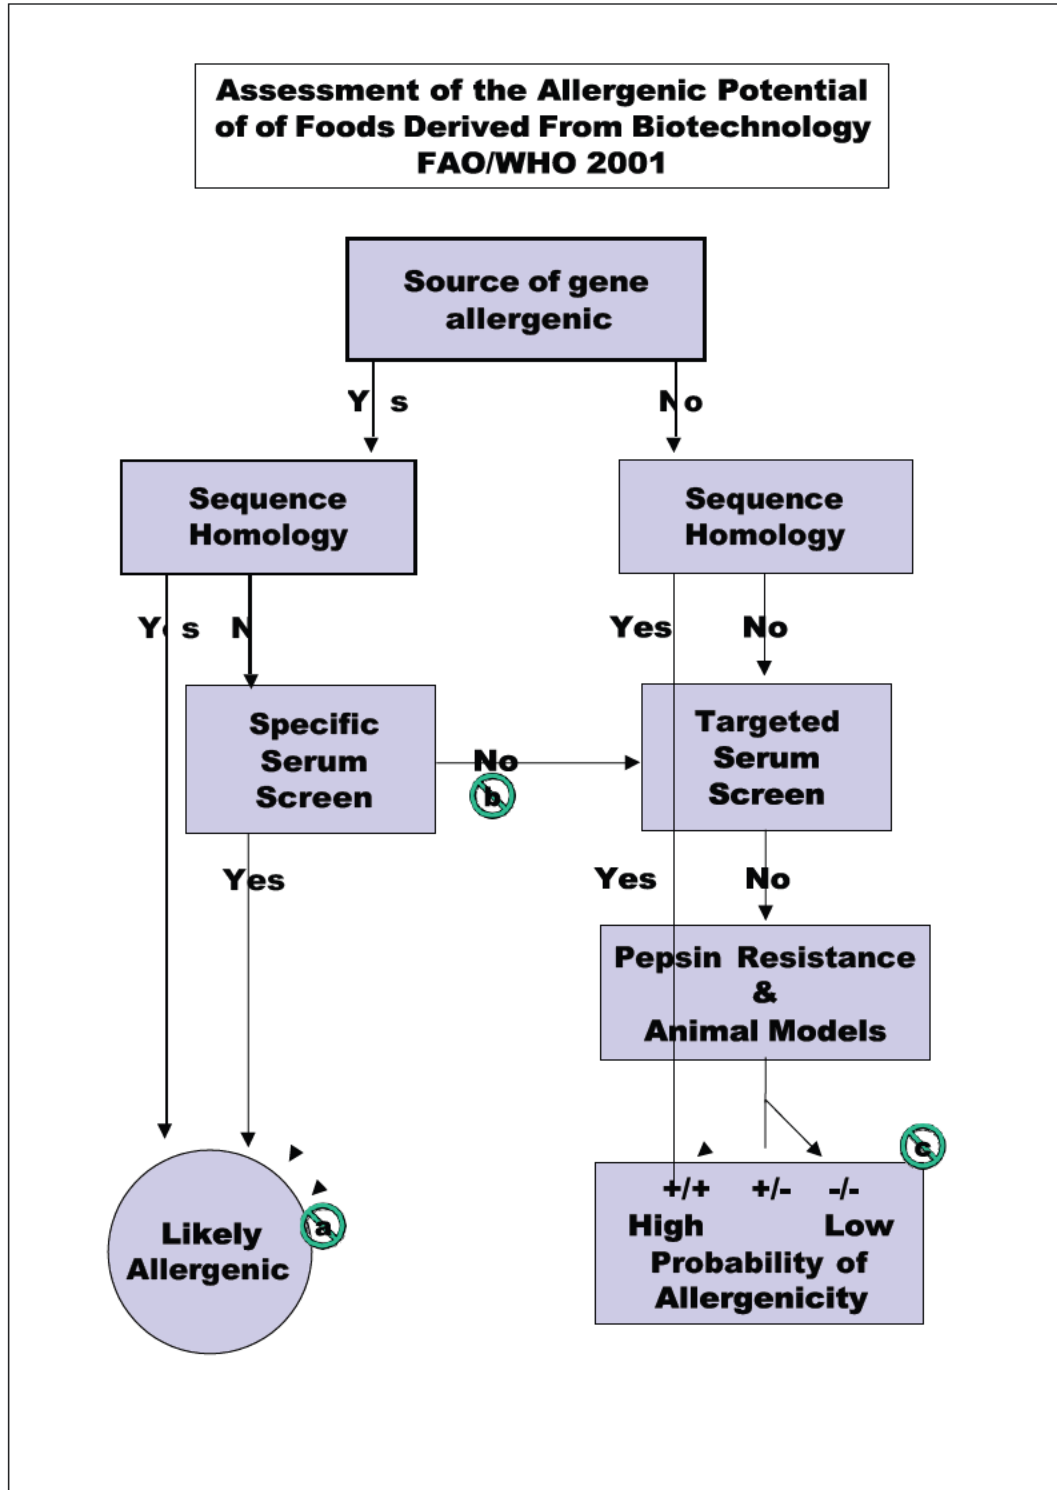 Assessment of the Allergenic Potential
of of Foods Derived From Biotechnology
FAO/WHO 2001
Source of gene
allergenic
Y s
No
Sequence
Homology
Sequence
Homology
Yes
N
Yes
No
Specific
Serum
Screen
No
b
Targeted
Serum
Screen
Yes
Yes
No
Pepsin Resistance
&
Animal Models
c
+/+ +/- -/-
High Low
Probability of
Allergenicity
Likely
Allergenic
a